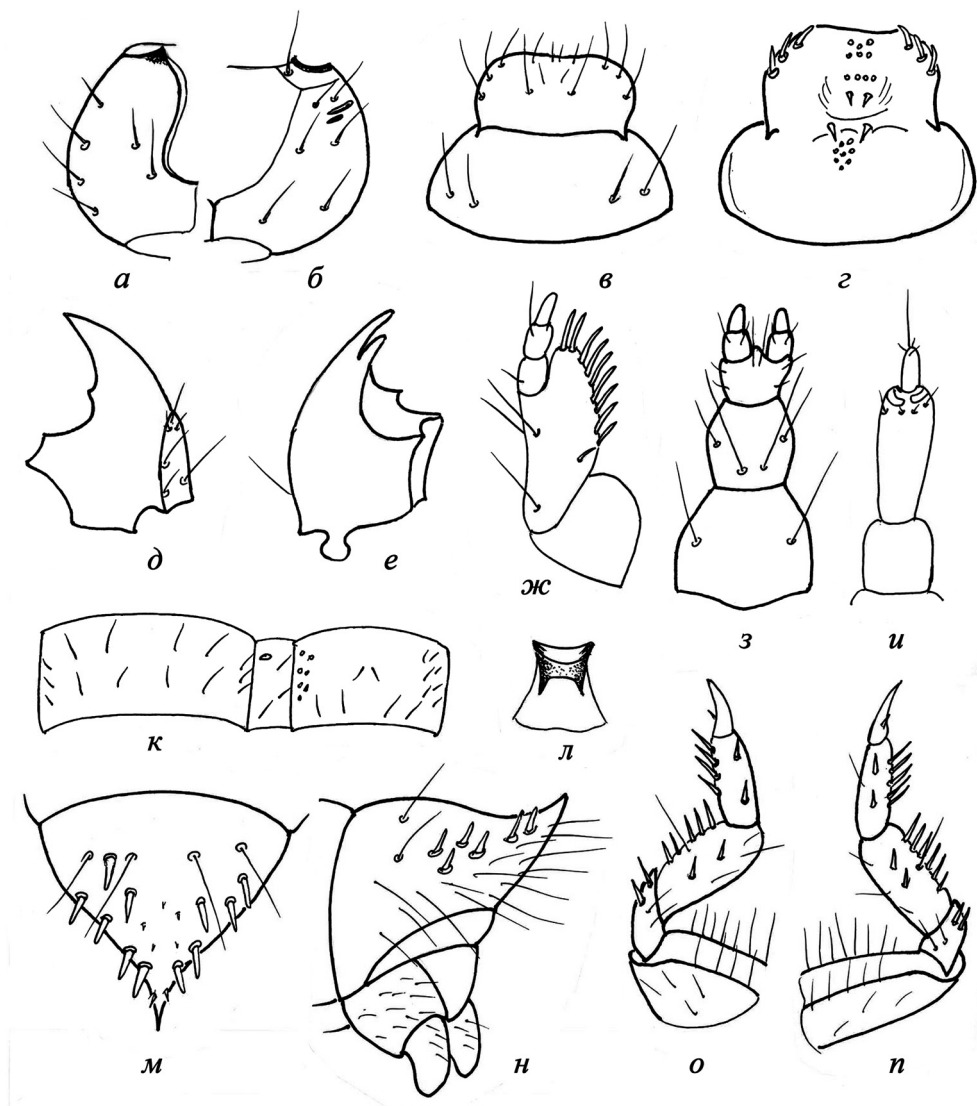 а б в г
д е ж з и
к л
м н о п